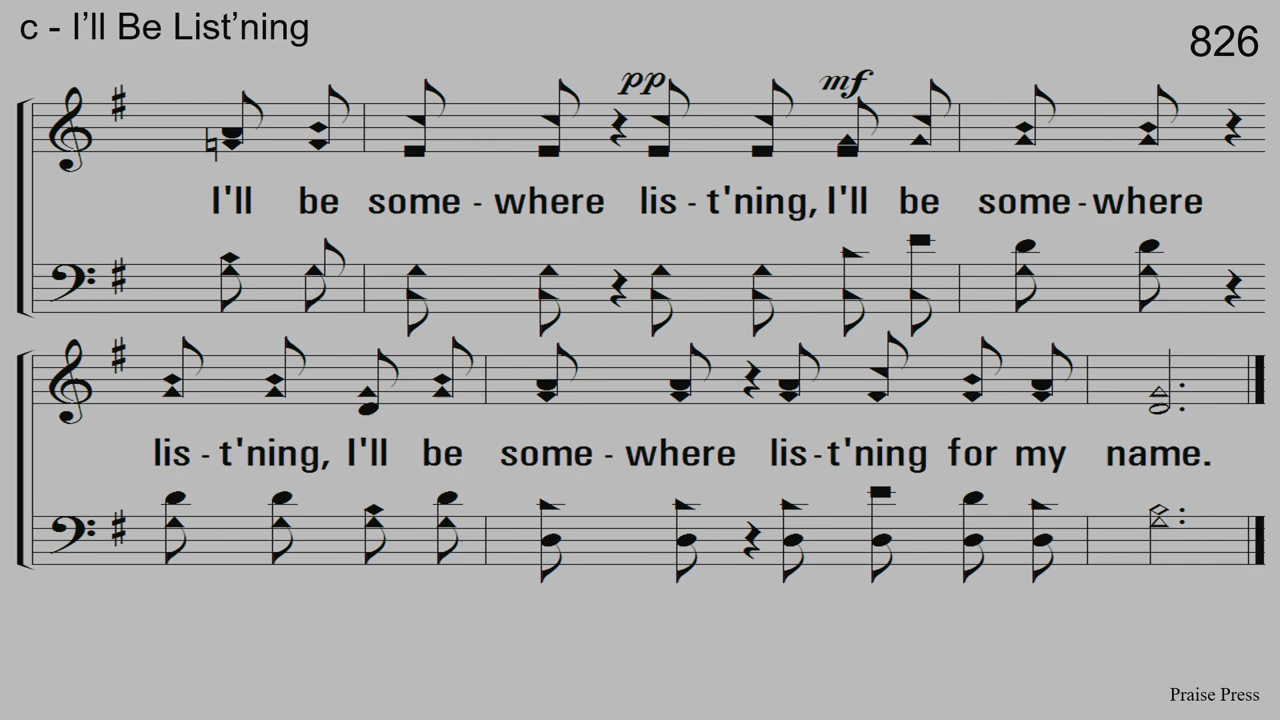 c - I’ll Be List’ning
826
pp mf
I'll be some - where lis - t'ning, I'll be some - where
lis - t'ning, I'll be some - where lis - t'ning for my name.
Praise Press